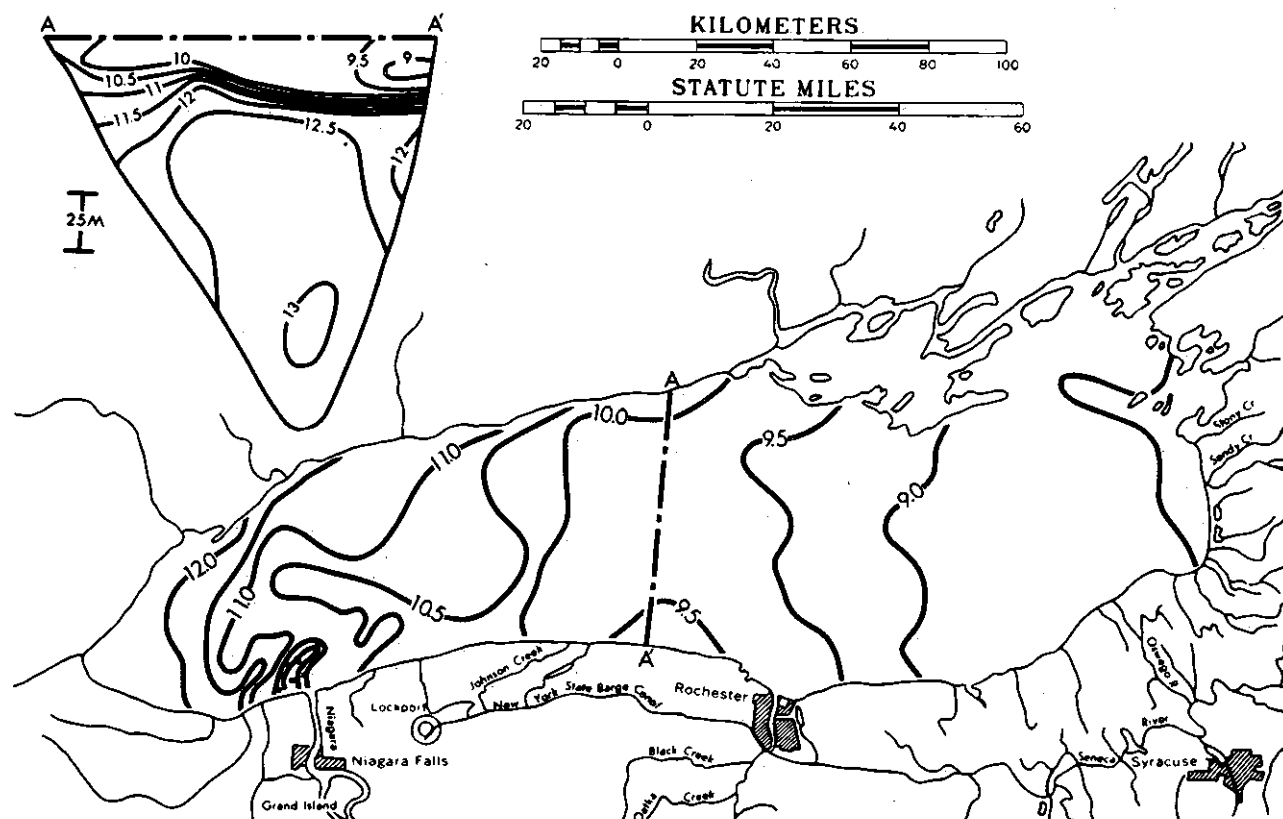 A
A'
KILOMETERS
20 0 20 40 60 80 100
STATUTE MILES
20 0 20 40 60
10
9.5
9
10.5
11
12
11.5
12.5
12
25M
13
A
10.0
11.0
9.5
9.0
12.0
11.0
10.5
9.5
A'
Stony Cr
Sandy Cr
Oswego R
Johnson Creek
New York State Barge Canal
Rochester
Lockport
Niagara
Niagara Falls
Grand Island
Black Creek
Oatka Creek
Seneca River
Syracuse